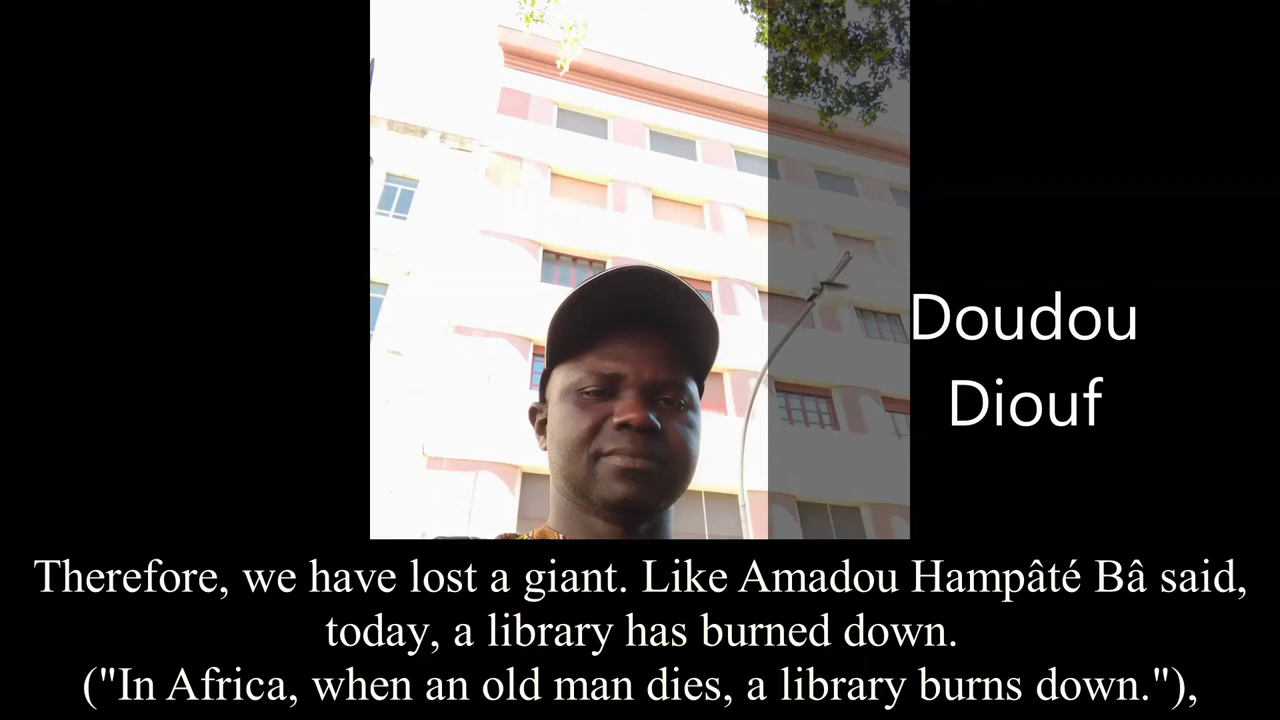 Doudou
Diouf
Therefore, we have lost a giant. Like Amadou Hampâté Bâ said,
today, a library has burned down.
("In Africa, when an old man dies, a library burns down."),